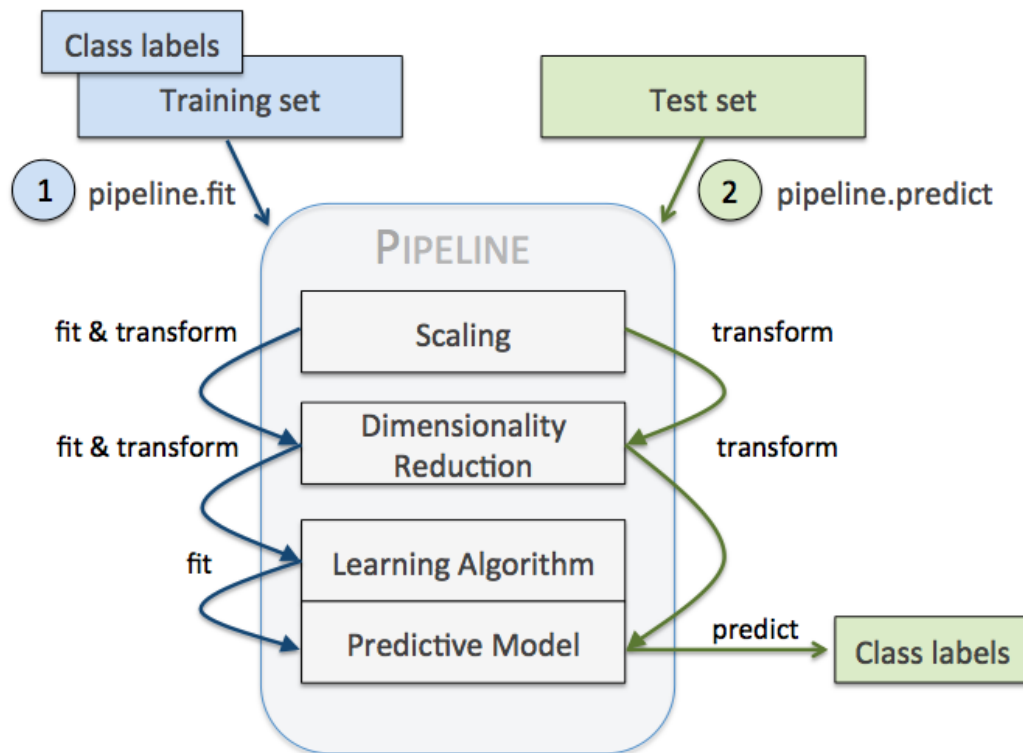 Class labels
Training set
Test set
1
pipeline.fit
2
pipeline.predict
PIPELINE
fit & transform
Scaling
transform
fit & transform
Dimensionality
Reduction
transform
fit
Learning Algorithm
Predictive Model
predict
Class labels